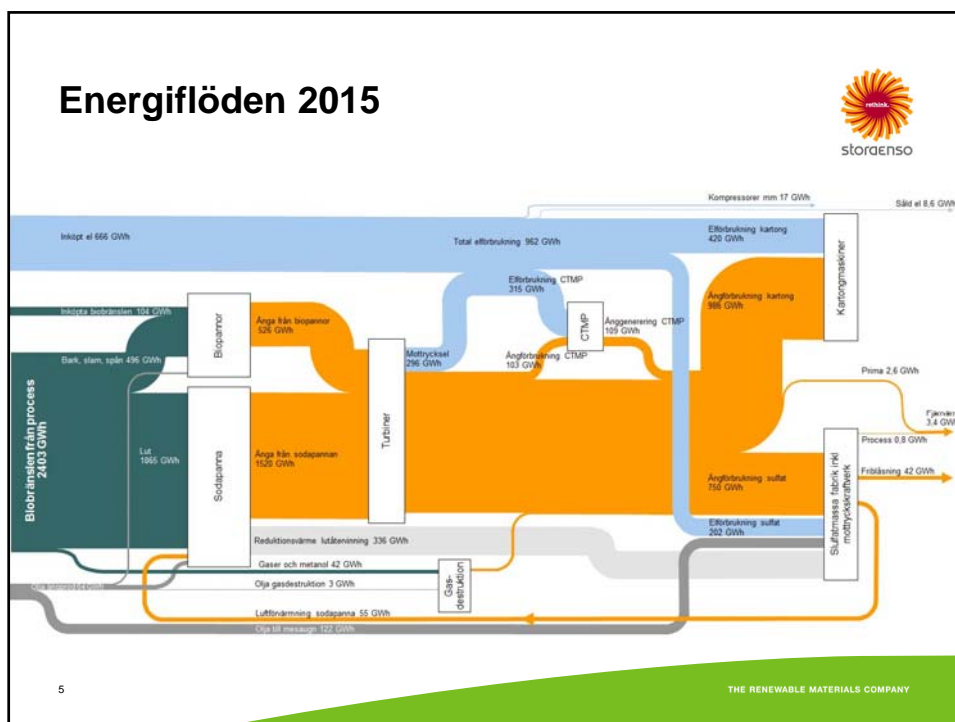 Energiflöden 2015
rethink.
storaenso
Kompressorer mm 17 GWh
Såld el 8,6 GWh
Inköpt el 666 GWh
Total elförbrukning 962 GWh
Elförbrukning kartong
420 GWh
Kartongmaskiner
Elförbrukning CTMP
315 GWh
Ångförbrukning kartong
986 GWh
Inköpta biobränslen 104 GWh
Biopannor
Ånga från biopannor
526 GWh
CTMP
Ånggenerering CTMP
109 GWh
Bark, slam, spån 496 GWh
Mottrycksel
296 GWh
Ångförbrukning CTMP
103 GWh
Prima 2,6 GWh
Biobränslen från process
2403 GWh
Turbiner
3,4 GWh
Process 0,8 GWh
Lut
1865 GWh
Sodapanna
Ånga från sodapannan
1520 GWh
Ångförbrukning sulfat
750 GWh
Friblåsning 42 GWh
Slulfatmassa fabrik inkl
mottryckskraftverk
Elförbrukning sulfat
202 GWh
Reduktionsvärme lutåtervinning 336 GWh
Gaser och metanol 42 GWh
Gas-
destruktion
Olja gasdestruktion 3 GWh
Luftförvärmning sodapanna 55 GWh
Olja till mesaugn 122 GWh
5
THE RENEWABLE MATERIALS COMPANY